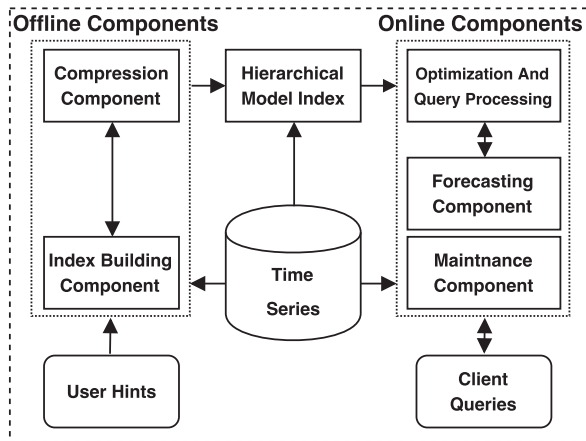 Offline Components
Online Components
Compression
Component
Hierarchical
Model Index
Optimization And
Query Processing
Forecasting
Component
Index Building
Component
Time
Series
Maintnance
Component
User Hints
Client
Queries